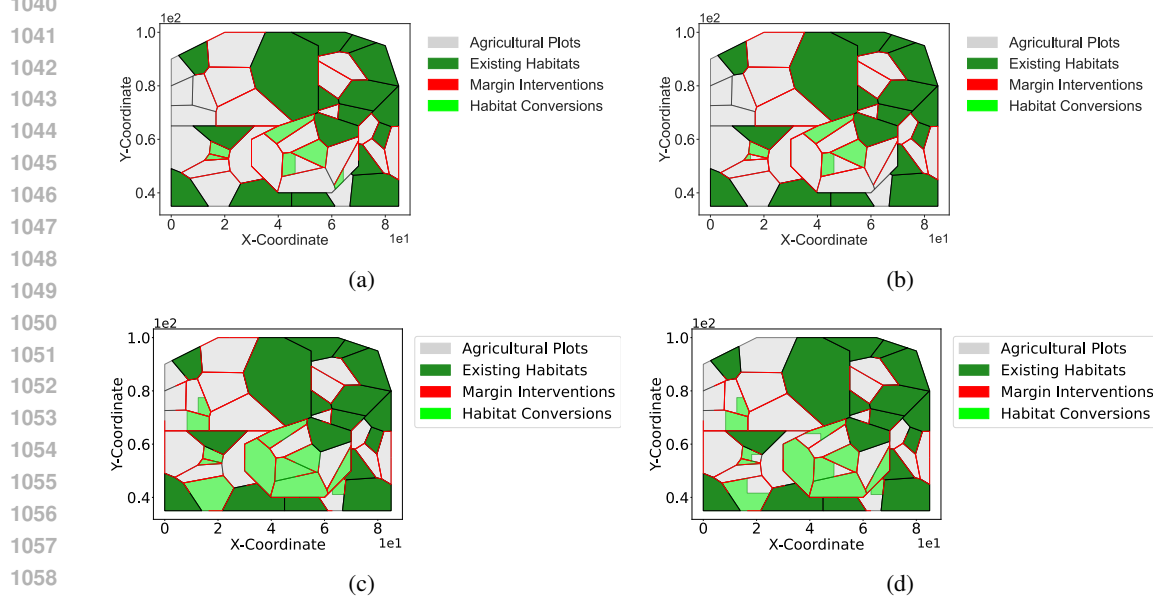 1040
1041
1042
1043
1044
1045
1046
1047
1048
1049
1050
1051
1052
1053
1054
1055
1056
1057
1058
1e2
1.0
0.8
0.6
0.4
Y-Coordinate
0 2 4 6 8
1e1
X-Coordinate
Agricultural Plots
Existing Habitats
Margin Interventions
Habitat Conversions
(a)
1e2
1.0
0.8
0.6
0.4
Y-Coordinate
0 2 4 6 8
1e1
X-Coordinate
Agricultural Plots
Existing Habitats
Margin Interventions
Habitat Conversions
(b)
1e2
1.0
0.8
0.6
0.4
Y-Coordinate
0 2 4 6 8
1e1
X-Coordinate
Agricultural Plots
Existing Habitats
Margin Interventions
Habitat Conversions
(c)
1e2
1.0
0.8
0.6
0.4
Y-Coordinate
0 2 4 6 8
1e1
X-Coordinate
Agricultural Plots
Existing Habitats
Margin Interventions
Habitat Conversions
(d)